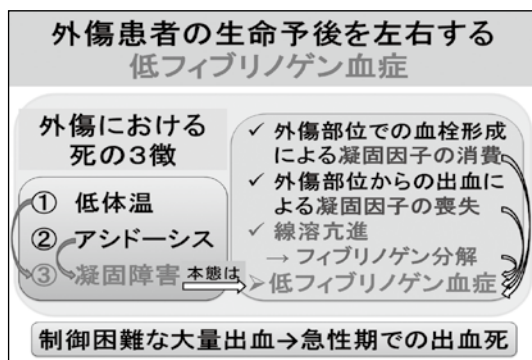 外傷患者の生命予後を左右する
低フィブリノゲン血症
外傷における
死の3徴
① 低体温
② アシドーシス
③ 凝固障害
本態は
✓ 外傷部位での血栓形成
による凝固因子の消費
✓ 外傷部位からの出血に
よる凝固因子の喪失
✓ 線溶亢進
→ フィブリノゲン分解
➢ 低フィブリノゲン血症
制御困難な大量出血→急性期での出血死